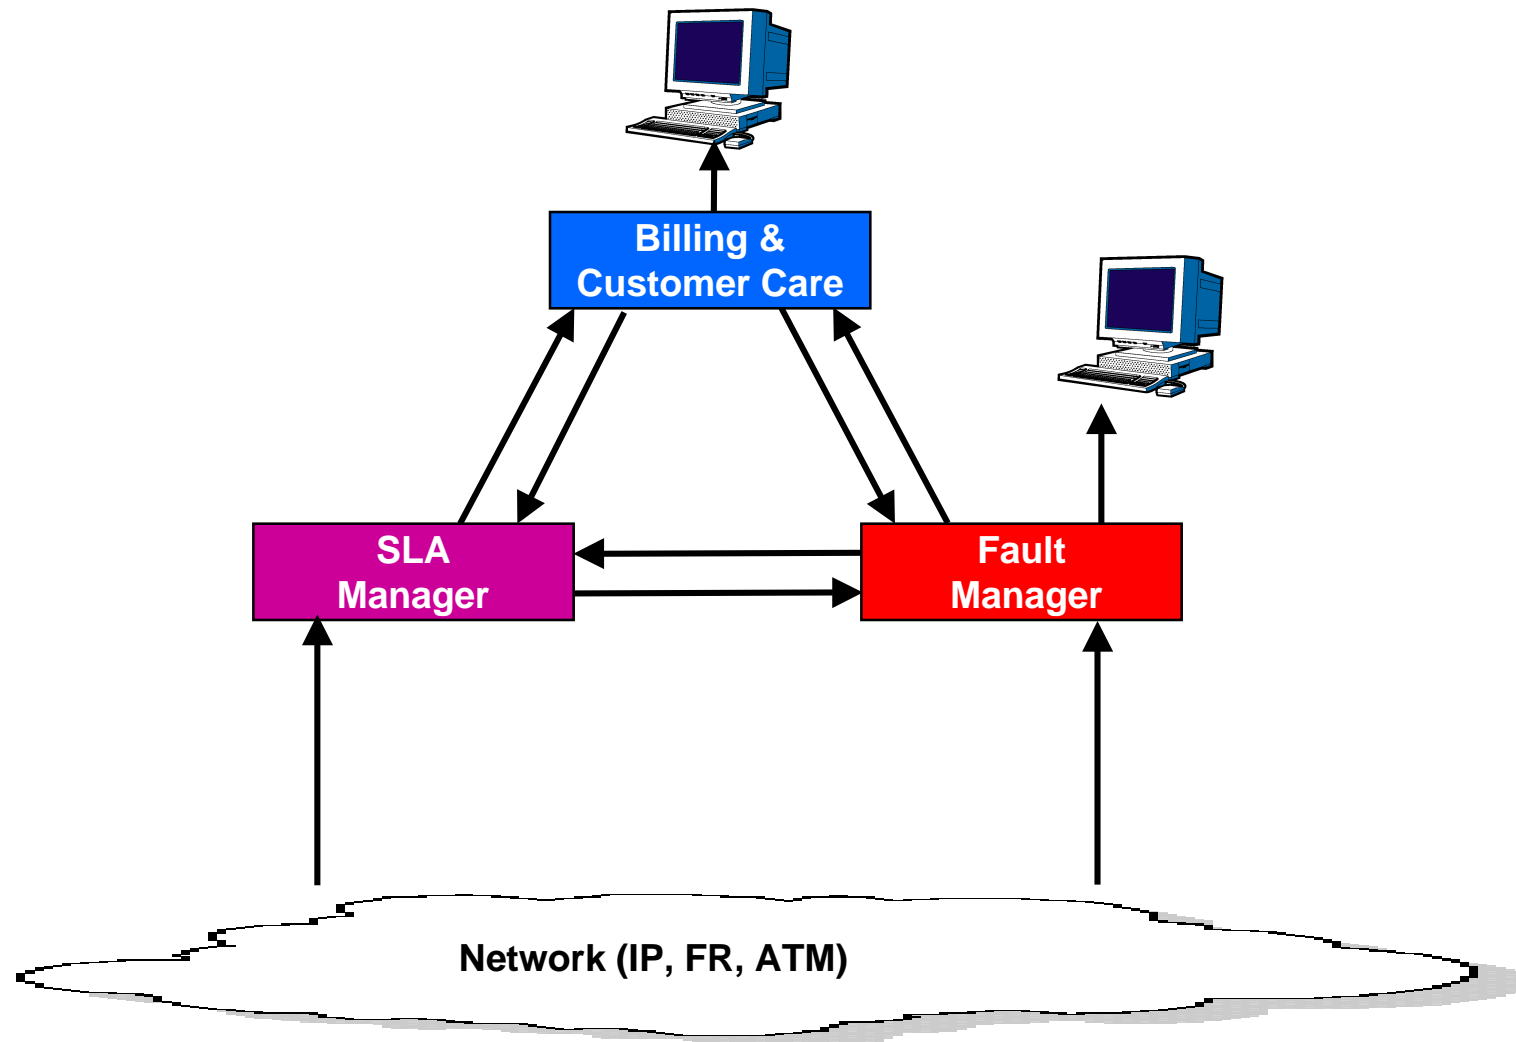 Billing &
Customer Care
SLA
Manager
Fault
Manager
Network (IP, FR, ATM)